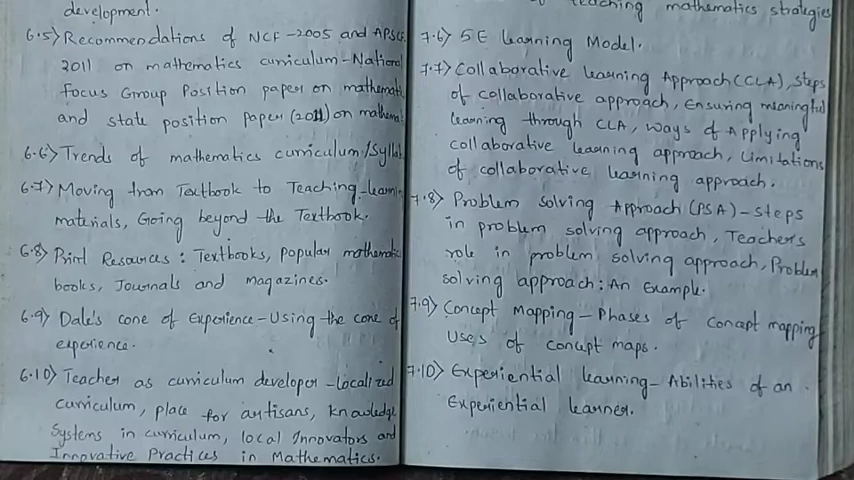 development.
6.5) Recommendations of NCF-2005 and APSCF
2011 on mathematics curriculum-National
Focus Group Position paper on mathemati
and state position Paper (2011) on mathema
6.6) Trends of mathematics curriculum/Sylla
6.7) Moving from Textbook to Teaching-learnin
materials, Going beyond the Textbook.
6.8) Print Resources: Textbooks, popular mathematic
books, Journals and magazines.
6.9) Dale's cone of Experience-Using the cone of
experience.
6.10) Teacher as curriculum developer-Localized
curriculum, place for artisans, knowledge
Systems in curriculum, local Innovators and
Innovative Practices in Mathematics.
teaching mathematics strategies
7.6) 5E learning Model.
7.7) Collaborative learning Approach (CLA), steps
of collaborative approach, Ensuring meaningful
learning through CLA, ways of Applying
collaborative learning approach, Limitations
of collaborative learning approach.
7.8) Problem solving Approach (PSA)-steps
in problem solving approach, Teacher's
role in problem solving approach, Problem
solving approach: An Example.
7.9) Concept Mapping-Phases of concept mapping
Uses of concept maps.
7.10) Experiential learning-Abilities of an
Experiential learner.